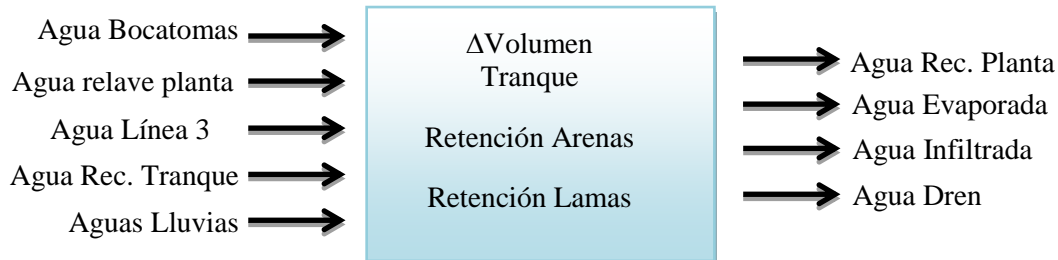 Agua Bocatomas
Agua relave planta
Agua Línea 3
Agua Rec. Tranque
Aguas Lluvias
ΔVolumen
Tranque
Retención Arenas
Retención Lamas
Agua Rec. Planta
Agua Evaporada
Agua Infiltrada
Agua Dren